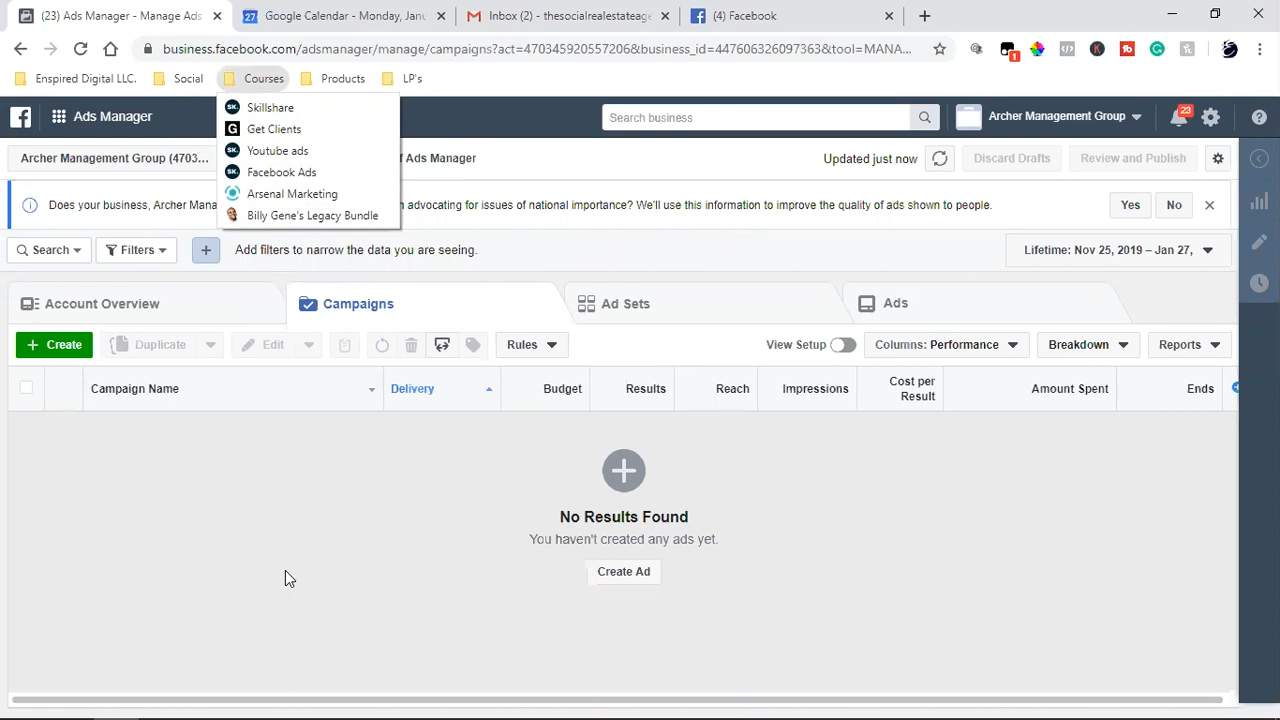 (23) Ads Manager - Manage Ads
27 Google Calendar - Monday, Janu
Inbox (2) - thesocialrealestateage
(4) Facebook
business.facebook.com/adsmanager/manage/campaigns?act=470345920557206&business_id=447606326097363&tool=MANA...
1
Enspired Digital LLC. Social Courses Products LP's
SK. Skillshare
G Get Clients
SK. Youtube ads
SK. Facebook Ads
Arsenal Marketing
Billy Gene's Legacy Bundle
Ads Manager
Search business
Archer Management Group
23
Archer Management Group (4703...
f Ads Manager
Updated just now
Discard Drafts
Review and Publish
Does your business, Archer Mana
advocating for issues of national importance? We'll use this information to improve the quality of ads shown to people.
Yes
No
Search
Filters
Add filters to narrow the data you are seeing.
Lifetime: Nov 25, 2019 – Jan 27,
Account Overview
Campaigns
Ad Sets
Ads
Create
Duplicate
Edit
Rules
View Setup
Columns: Performance
Breakdown
Reports
Campaign Name
Delivery
Budget
Results
Reach
Impressions
Cost per
Result
Amount Spent
Ends
No Results Found
You haven't created any ads yet.
Create Ad